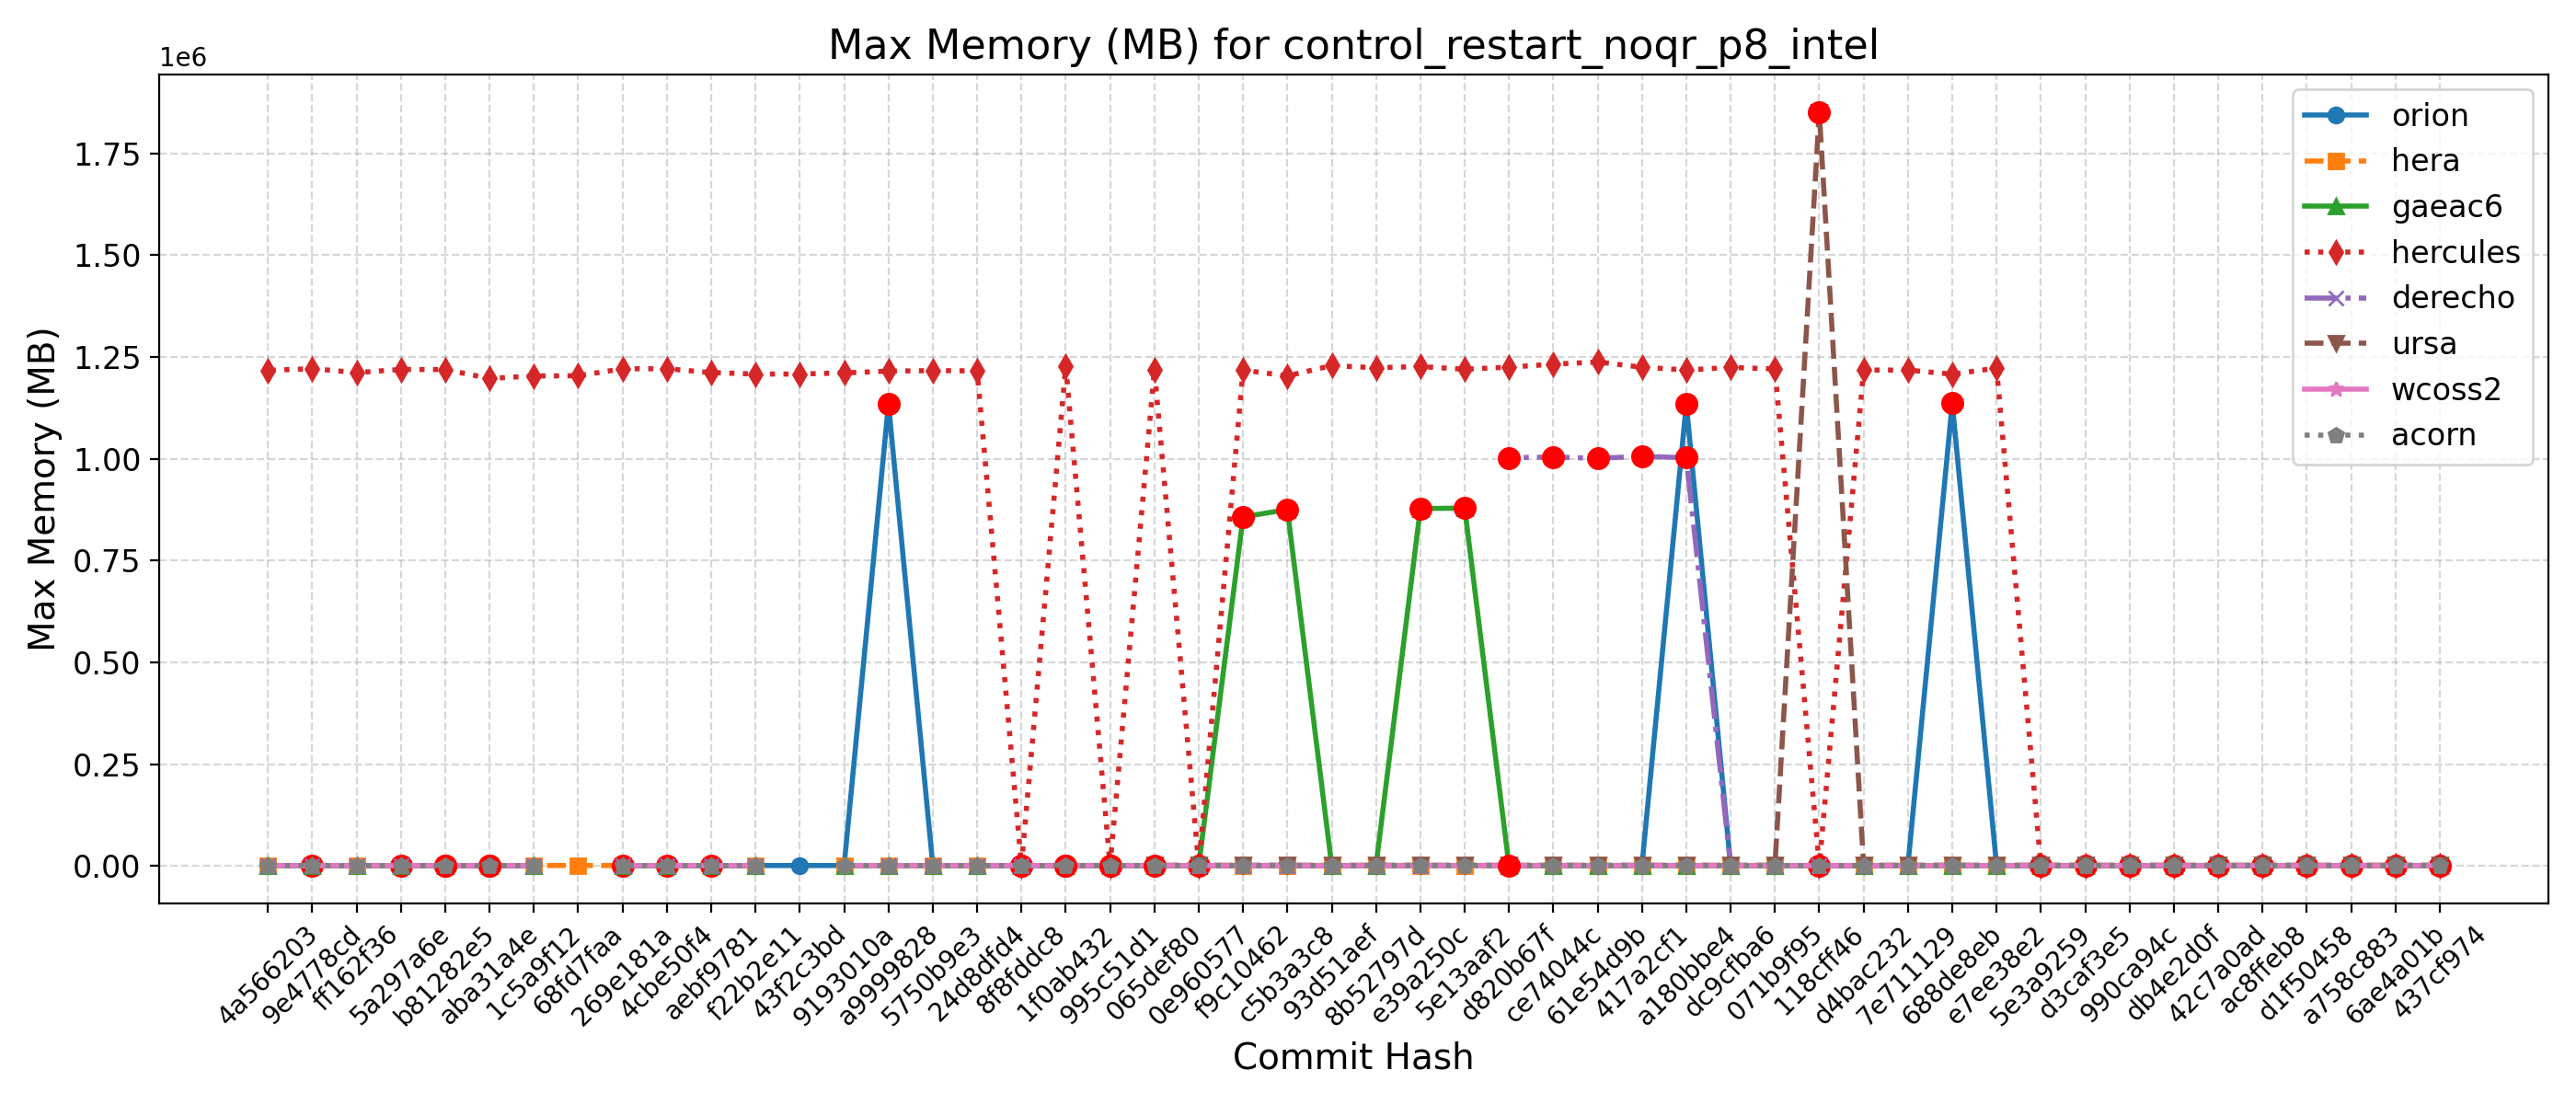 Max Memory (MB) for control_restart_noqr_p8_intel
1e6
1.75
1.50
1.25
1.00
0.75
0.50
0.25
0.00
Max Memory (MB)
orion
hera
gaeac6
hercules
derecho
ursa
wcoss2
acorn
4a566203
9e4778cd
ff162f36
5a297a6e
b81282e5
aba31a4e
1c5a9f12
68fd7faa
269e181a
4cbe50f4
aebf9781
f22b2e11
43f2c3bd
9193010a
a9999828
5750b9e3
24d8dfd4
8f8fddc8
1f0ab432
995c51d1
065def80
0e960577
f9c10462
c5b3a3c8
93d51aef
8b52797d
e39a250c
5e13aaf2
d820b67f
ce74044c
61e54d9b
417a2cf1
a180bbe4
dc9cfba6
071b9f95
118cff46
d4bac232
7e711129
688de8eb
e7ee38e2
5e3a9259
d3caf3e5
990ca94c
db4e2d0f
42c7a0ad
ac8ffeb8
d1f50458
a758c883
6ae4a01b
437cf974
Commit Hash